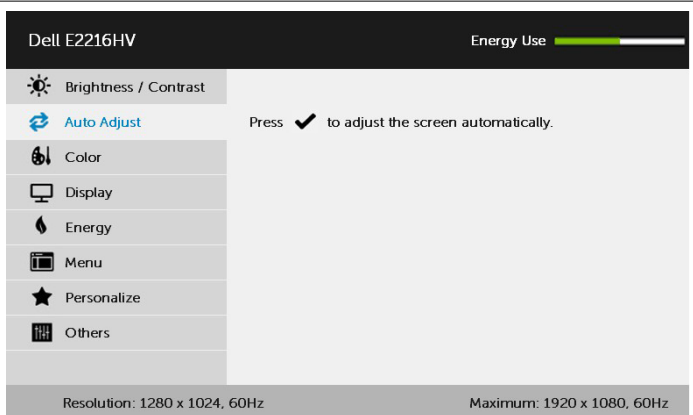 Dell E2216HV
Energy Use
Brightness / Contrast
Auto Adjust
Press ✔ to adjust the screen automatically.
Color
Display
Energy
Menu
Personalize
Others
Resolution: 1280 x 1024, 60Hz
Maximum: 1920 x 1080, 60Hz